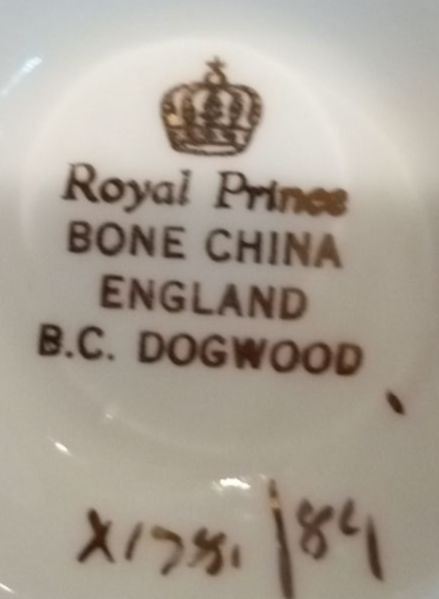 Royal Prince
BONE CHINA
ENGLAND
B.C. DOGWOOD